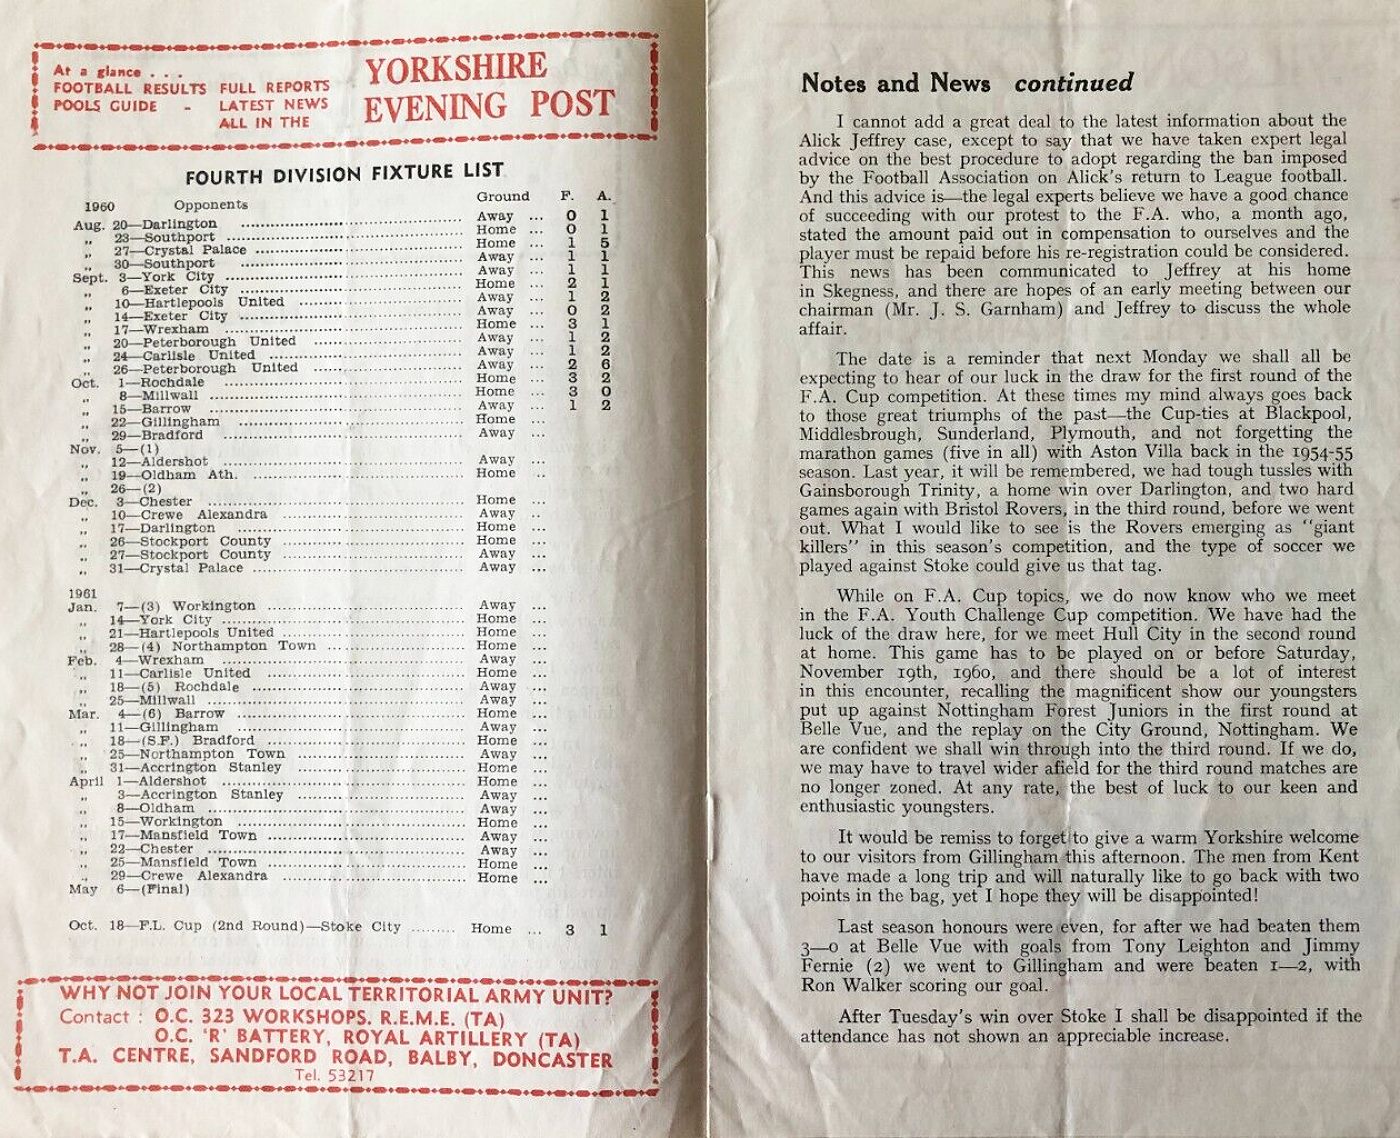 At a glance . . .
FOOTBALL RESULTS FULL REPORTS
POOLS GUIDE – LATEST NEWS
ALL IN THE
YORKSHIRE
EVENING POST
FOURTH DIVISION FIXTURE LIST
1960 Opponents Ground F. A.
Aug. 20—Darlington ... Away ... 0 1
„ 23—Southport ... Home ... 0 1
„ 27—Crystal Palace ... Home ... 1 5
„ 30—Southport ... Away ... 1 1
Sept. 3—York City ... Away ... 1 1
„ 6—Exeter City ... Home ... 2 1
„ 10—Hartlepools United ... Away ... 1 2
„ 14—Exeter City ... Away ... 0 2
„ 17—Wrexham ... Home ... 3 1
„ 20—Peterborough United ... Away ... 1 2
„ 24—Carlisle United ... Away ... 1 2
„ 26—Peterborough United ... Away ... 2 6
Oct. 1—Rochdale ... Home ... 3 2
„ 8—Millwall ... Home ... 3 0
„ 15—Barrow ... Away ... 1 2
„ 22—Gillingham ... Home ...
„ 29—Bradford ... Away ...
Nov. 5—(1)
„ 12—Aldershot ... Away ...
„ 19—Oldham Ath. ... Home ...
„ 26—(2)
Dec. 3—Chester ... Home ...
„ 10—Crewe Alexandra ... Away ..
„ 17—Darlington ... Home ...
„ 26—Stockport County ... Home ...
„ 27—Stockport County ... Away ...
„ 31—Crystal Palace ... Away ...
1961
Jan. 7—(3) Workington ... Away ...
„ 14—York City ... Home ...
„ 21—Hartlepools United ... Home ...
„ 28—(4) Northampton Town ... Home ...
Feb. 4—Wrexham ... Away ...
„ 11—Carlisle United ... Home ...
„ 18—(5) Rochdale ... Away ...
„ 25—Millwall ... Away ...
Mar. 4—(6) Barrow ... Home ...
„ 11—Gillingham ... Away ...
„ 18—(S.F.) Bradford ... Home ...
„ 25—Northampton Town ... Away ...
„ 31—Accrington Stanley ... Home ...
April 1—Aldershot ... Home ...
„ 3—Accrington Stanley ... Away ...
„ 8—Oldham ... Away ...
„ 15—Workington ... Home ...
„ 17—Mansfield Town ... Away ...
„ 22—Chester ... Away ...
„ 25—Mansfield Town ... Home ...
„ 29—Crewe Alexandra ... Home ...
May 6—(Final)
Oct. 18—F.L. Cup (2nd Round)—Stoke City ......... Home ... 3 1
WHY NOT JOIN YOUR LOCAL TERRITORIAL ARMY UNIT?
Contact : O.C. 323 WORKSHOPS. R.E.M.E. (TA)
O.C. 'R' BATTERY, ROYAL ARTILLERY (TA)
T.A. CENTRE, SANDFORD ROAD, BALBY, DONCASTER
Tel. 53217
Notes and News continued
I cannot add a great deal to the latest information about the
Alick Jeffrey case, except to say that we have taken expert legal
advice on the best procedure to adopt regarding the ban imposed
by the Football Association on Alick's return to League football.
And this advice is—the legal experts believe we have a good chance
of succeeding with our protest to the F.A. who, a month ago,
stated the amount paid out in compensation to ourselves and the
player must be repaid before his re-registration could be considered.
This news has been communicated to Jeffrey at his home
in Skegness, and there are hopes of an early meeting between our
chairman (Mr. J. S. Garnham) and Jeffrey to discuss the whole
affair.
The date is a reminder that next Monday we shall all be
expecting to hear of our luck in the draw for the first round of the
F.A. Cup competition. At these times my mind always goes back
to those great triumphs of the past—the Cup-ties at Blackpool,
Middlesbrough, Sunderland, Plymouth, and not forgetting the
marathon games (five in all) with Aston Villa back in the 1954-55
season. Last year, it will be remembered, we had tough tussles with
Gainsborough Trinity, a home win over Darlington, and two hard
games again with Bristol Rovers, in the third round, before we went
out. What I would like to see is the Rovers emerging as "giant
killers" in this season's competition, and the type of soccer we
played against Stoke could give us that tag.
While on F.A. Cup topics, we do now know who we meet
in the F.A. Youth Challenge Cup competition. We have had the
luck of the draw here, for we meet Hull City in the second round
at home. This game has to be played on or before Saturday,
November 19th, 1960, and there should be a lot of interest
in this encounter, recalling the magnificent show our youngsters
put up against Nottingham Forest Juniors in the first round at
Belle Vue, and the replay on the City Ground, Nottingham. We
are confident we shall win through into the third round. If we do,
we may have to travel wider afield for the third round matches are
no longer zoned. At any rate, the best of luck to our keen and
enthusiastic youngsters.
It would be remiss to forget to give a warm Yorkshire welcome
to our visitors from Gillingham this afternoon. The men from Kent
have made a long trip and will naturally like to go back with two
points in the bag, yet I hope they will be disappointed!
Last season honours were even, for after we had beaten them
3—0 at Belle Vue with goals from Tony Leighton and Jimmy
Fernie (2) we went to Gillingham and were beaten 1—2, with
Ron Walker scoring our goal.
After Tuesday's win over Stoke I shall be disappointed if the
attendance has not shown an appreciable increase.